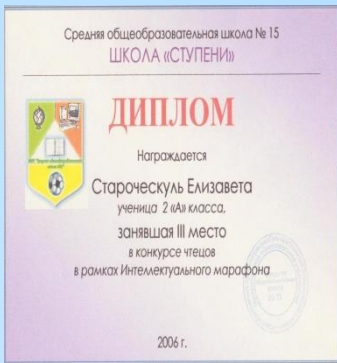 Средняя общеобразовательная школа № 15
ШКОЛА «СТУПЕНИ»
ДИПЛОМ
Награждается
Староческуль Елизавета
ученица 2 «А» класса,
занявшая III место
в конкурсе чтецов
в рамках Интеллектуального марафона
2006 г.